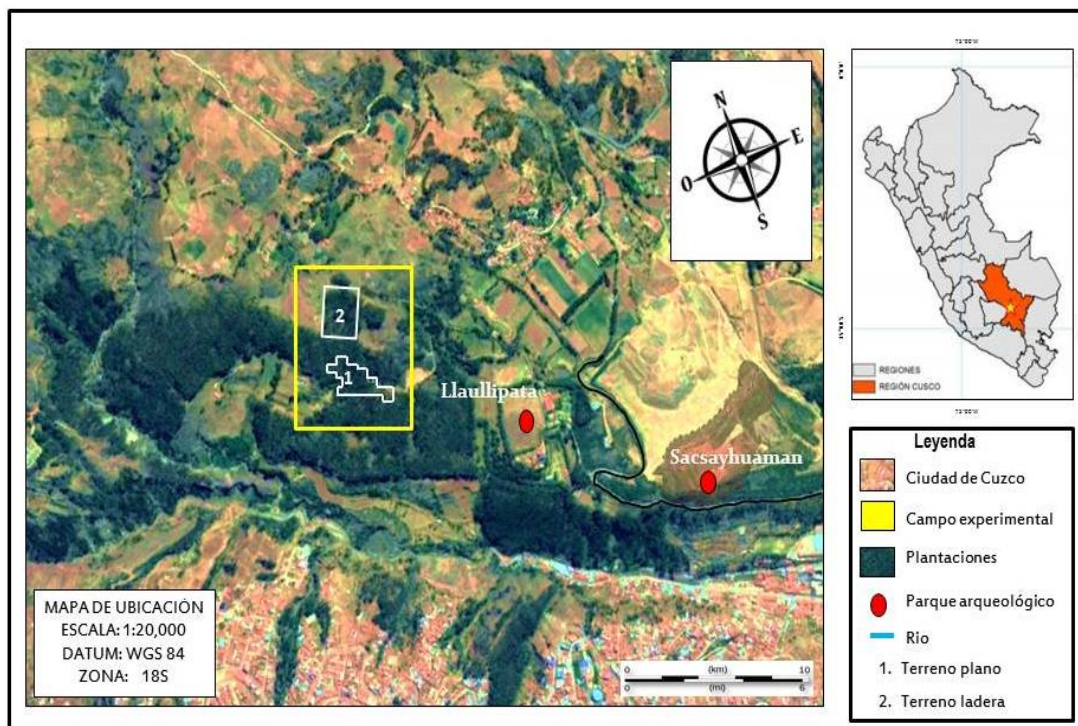 N
E
O
S
2
1
Llaullipata
Sacsayhuaman
MAPA DE UBICACIÓN
ESCALA: 1:20,000
DATUM: WGS 84
ZONA: 18S
0 (km) 10
0 (mi) 6
REGIONES
REGIÓN CUSCO
Leyenda
Ciudad de Cuzco
Campo experimental
Plantaciones
Parque arqueológico
Rio
1. Terreno plano
2. Terreno ladera